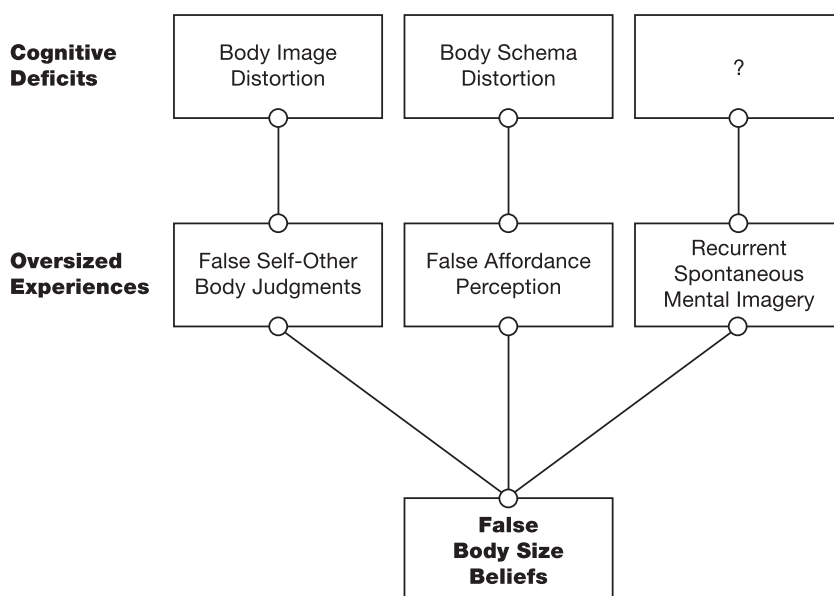 Cognitive
Deficits
Body Image
Distortion
Body Schema
Distortion
?
Oversized
Experiences
False Self-Other
Body Judgments
False Affordance
Perception
Recurrent
Spontaneous
Mental Imagery
False
Body Size
Beliefs